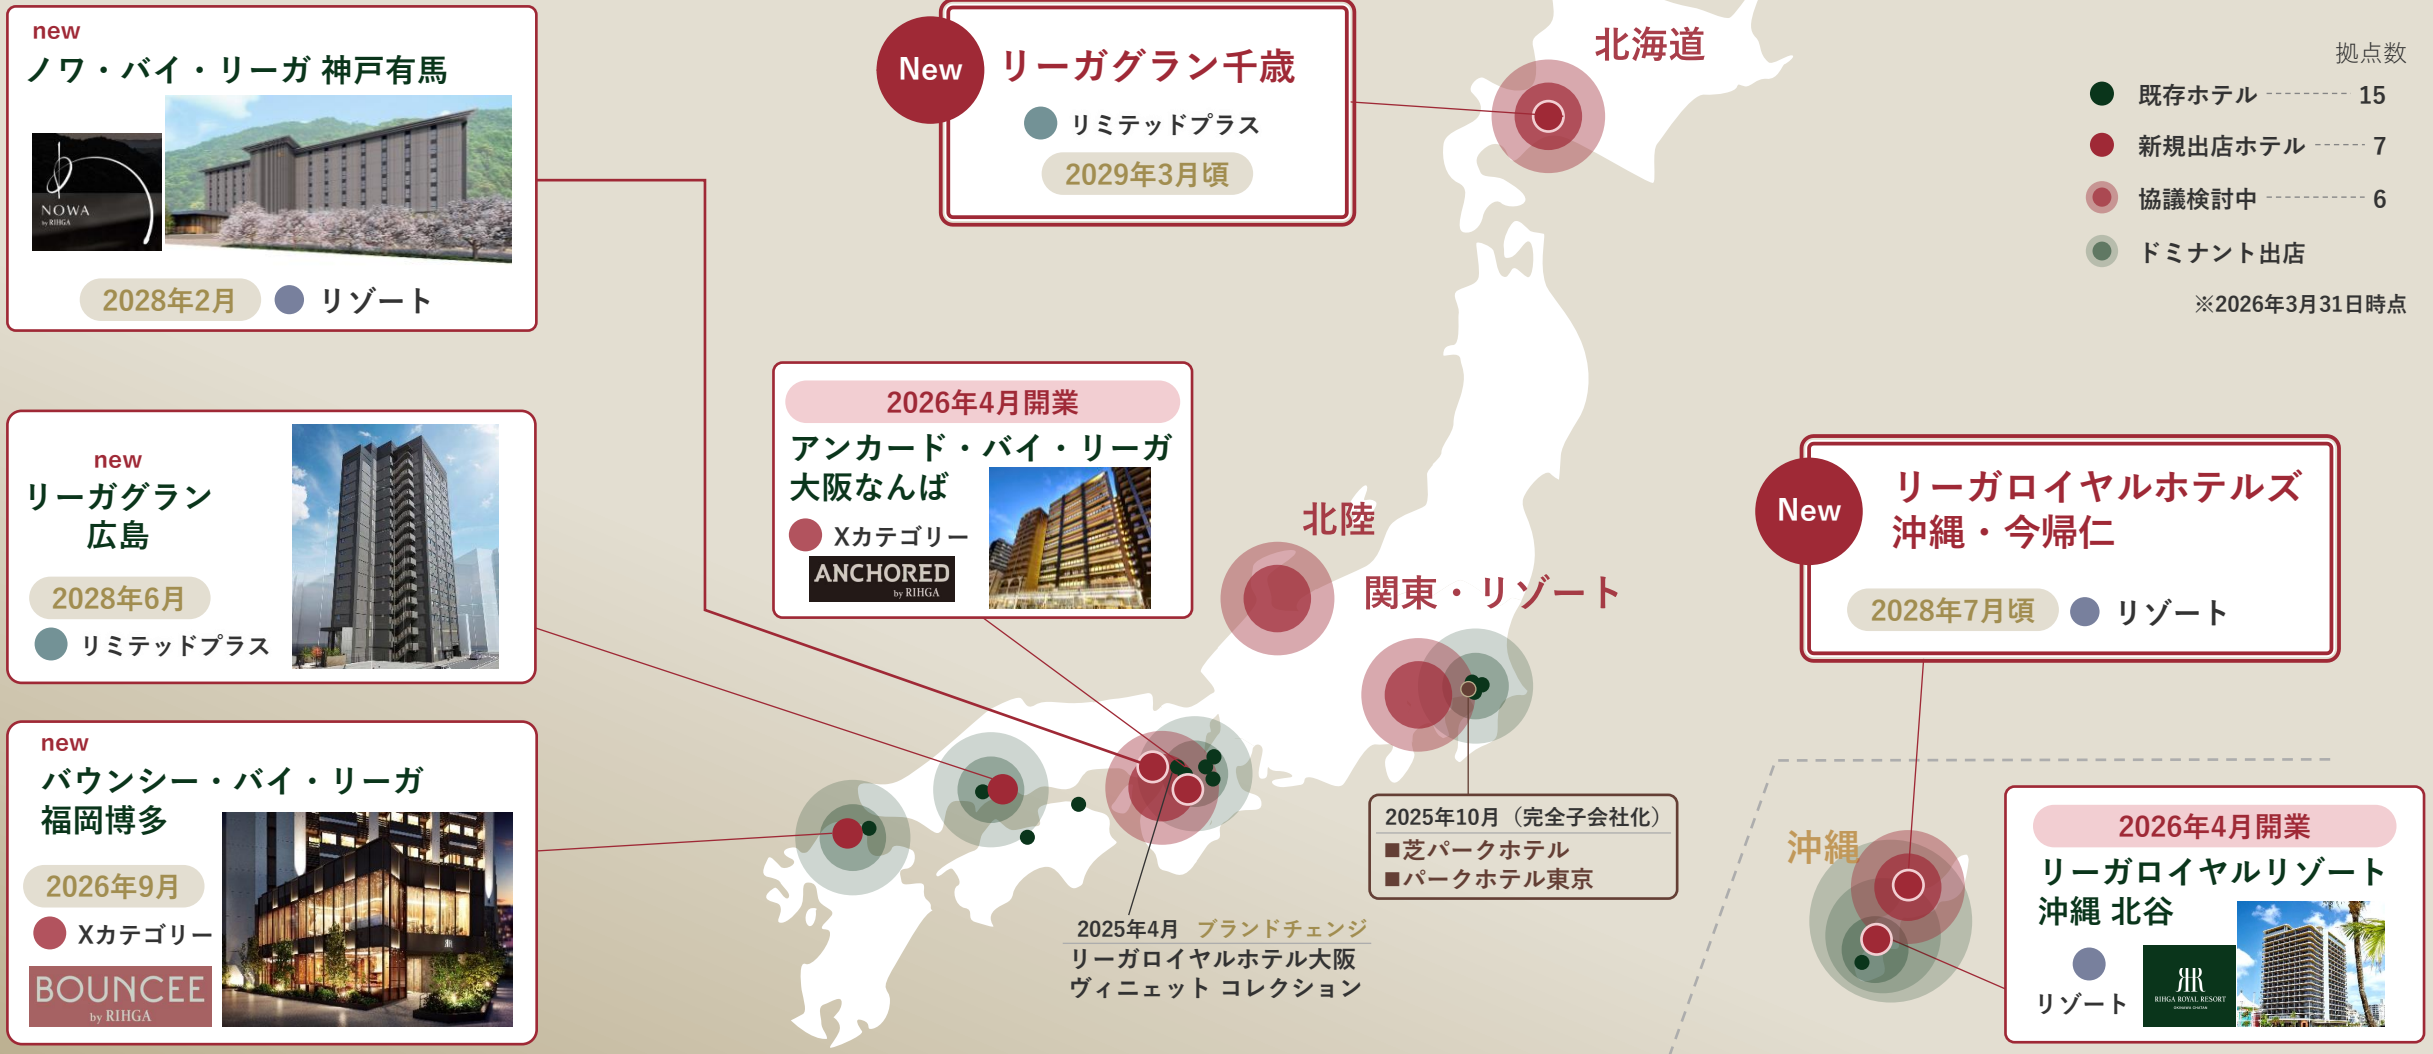 new
ノワ・バイ・リーガ 神戸有馬
NOWA
by RIHGA
2028年2月
リゾート
New
リーガグラン千歳
リミテッドプラス
2029年3月頃
北海道
拠点数
既存ホテル 15
新規出店ホテル 7
協議検討中 6
ドミナント出店
※2026年3月31日時点
new
リーガグラン
広島
2028年6月
リミテッドプラス
2026年4月開業
アンカード・バイ・リーガ
大阪なんば
Xカテゴリー
ANCHORED
by RIHGA
北陸
関東・リゾート
New
リーガロイヤルホテルズ
沖縄・今帰仁
2028年7月頃
リゾート
new
バウンシー・バイ・リーガ
福岡博多
2026年9月
Xカテゴリー
BOUNCEE
by RIHGA
2025年4月 ブランドチェンジ
リーガロイヤルホテル大阪
ヴィニェット コレクション
2025年10月（完全子会社化）
■芝パークホテル
■パークホテル東京
沖縄
2026年4月開業
リーガロイヤルリゾート
沖縄 北谷
リゾート
RIHGA ROYAL RESORT
OKINAWA CHATAN